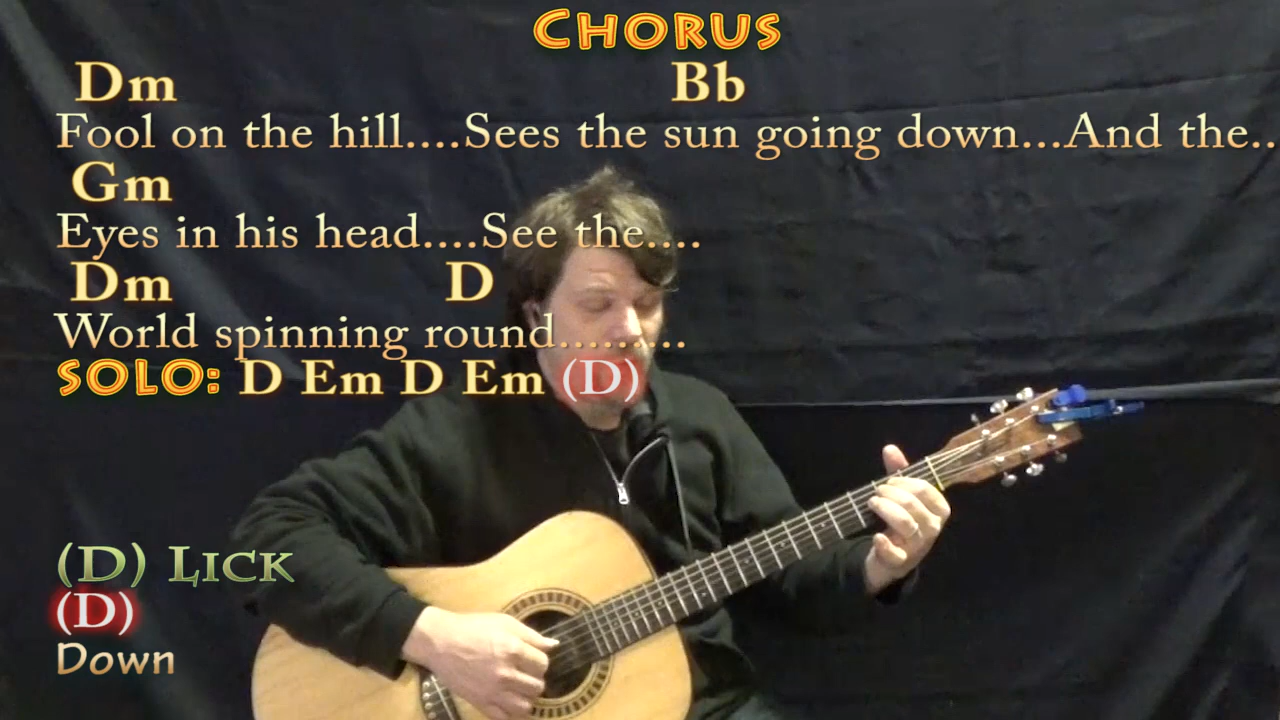 CHORUS
Dm Bb
Fool on the hill....Sees the sun going down...And the..
Gm
Eyes in his head....See the....
Dm D
World spinning round.........
SOLO: D Em D Em (D)
(D) LICK
(D)
Down